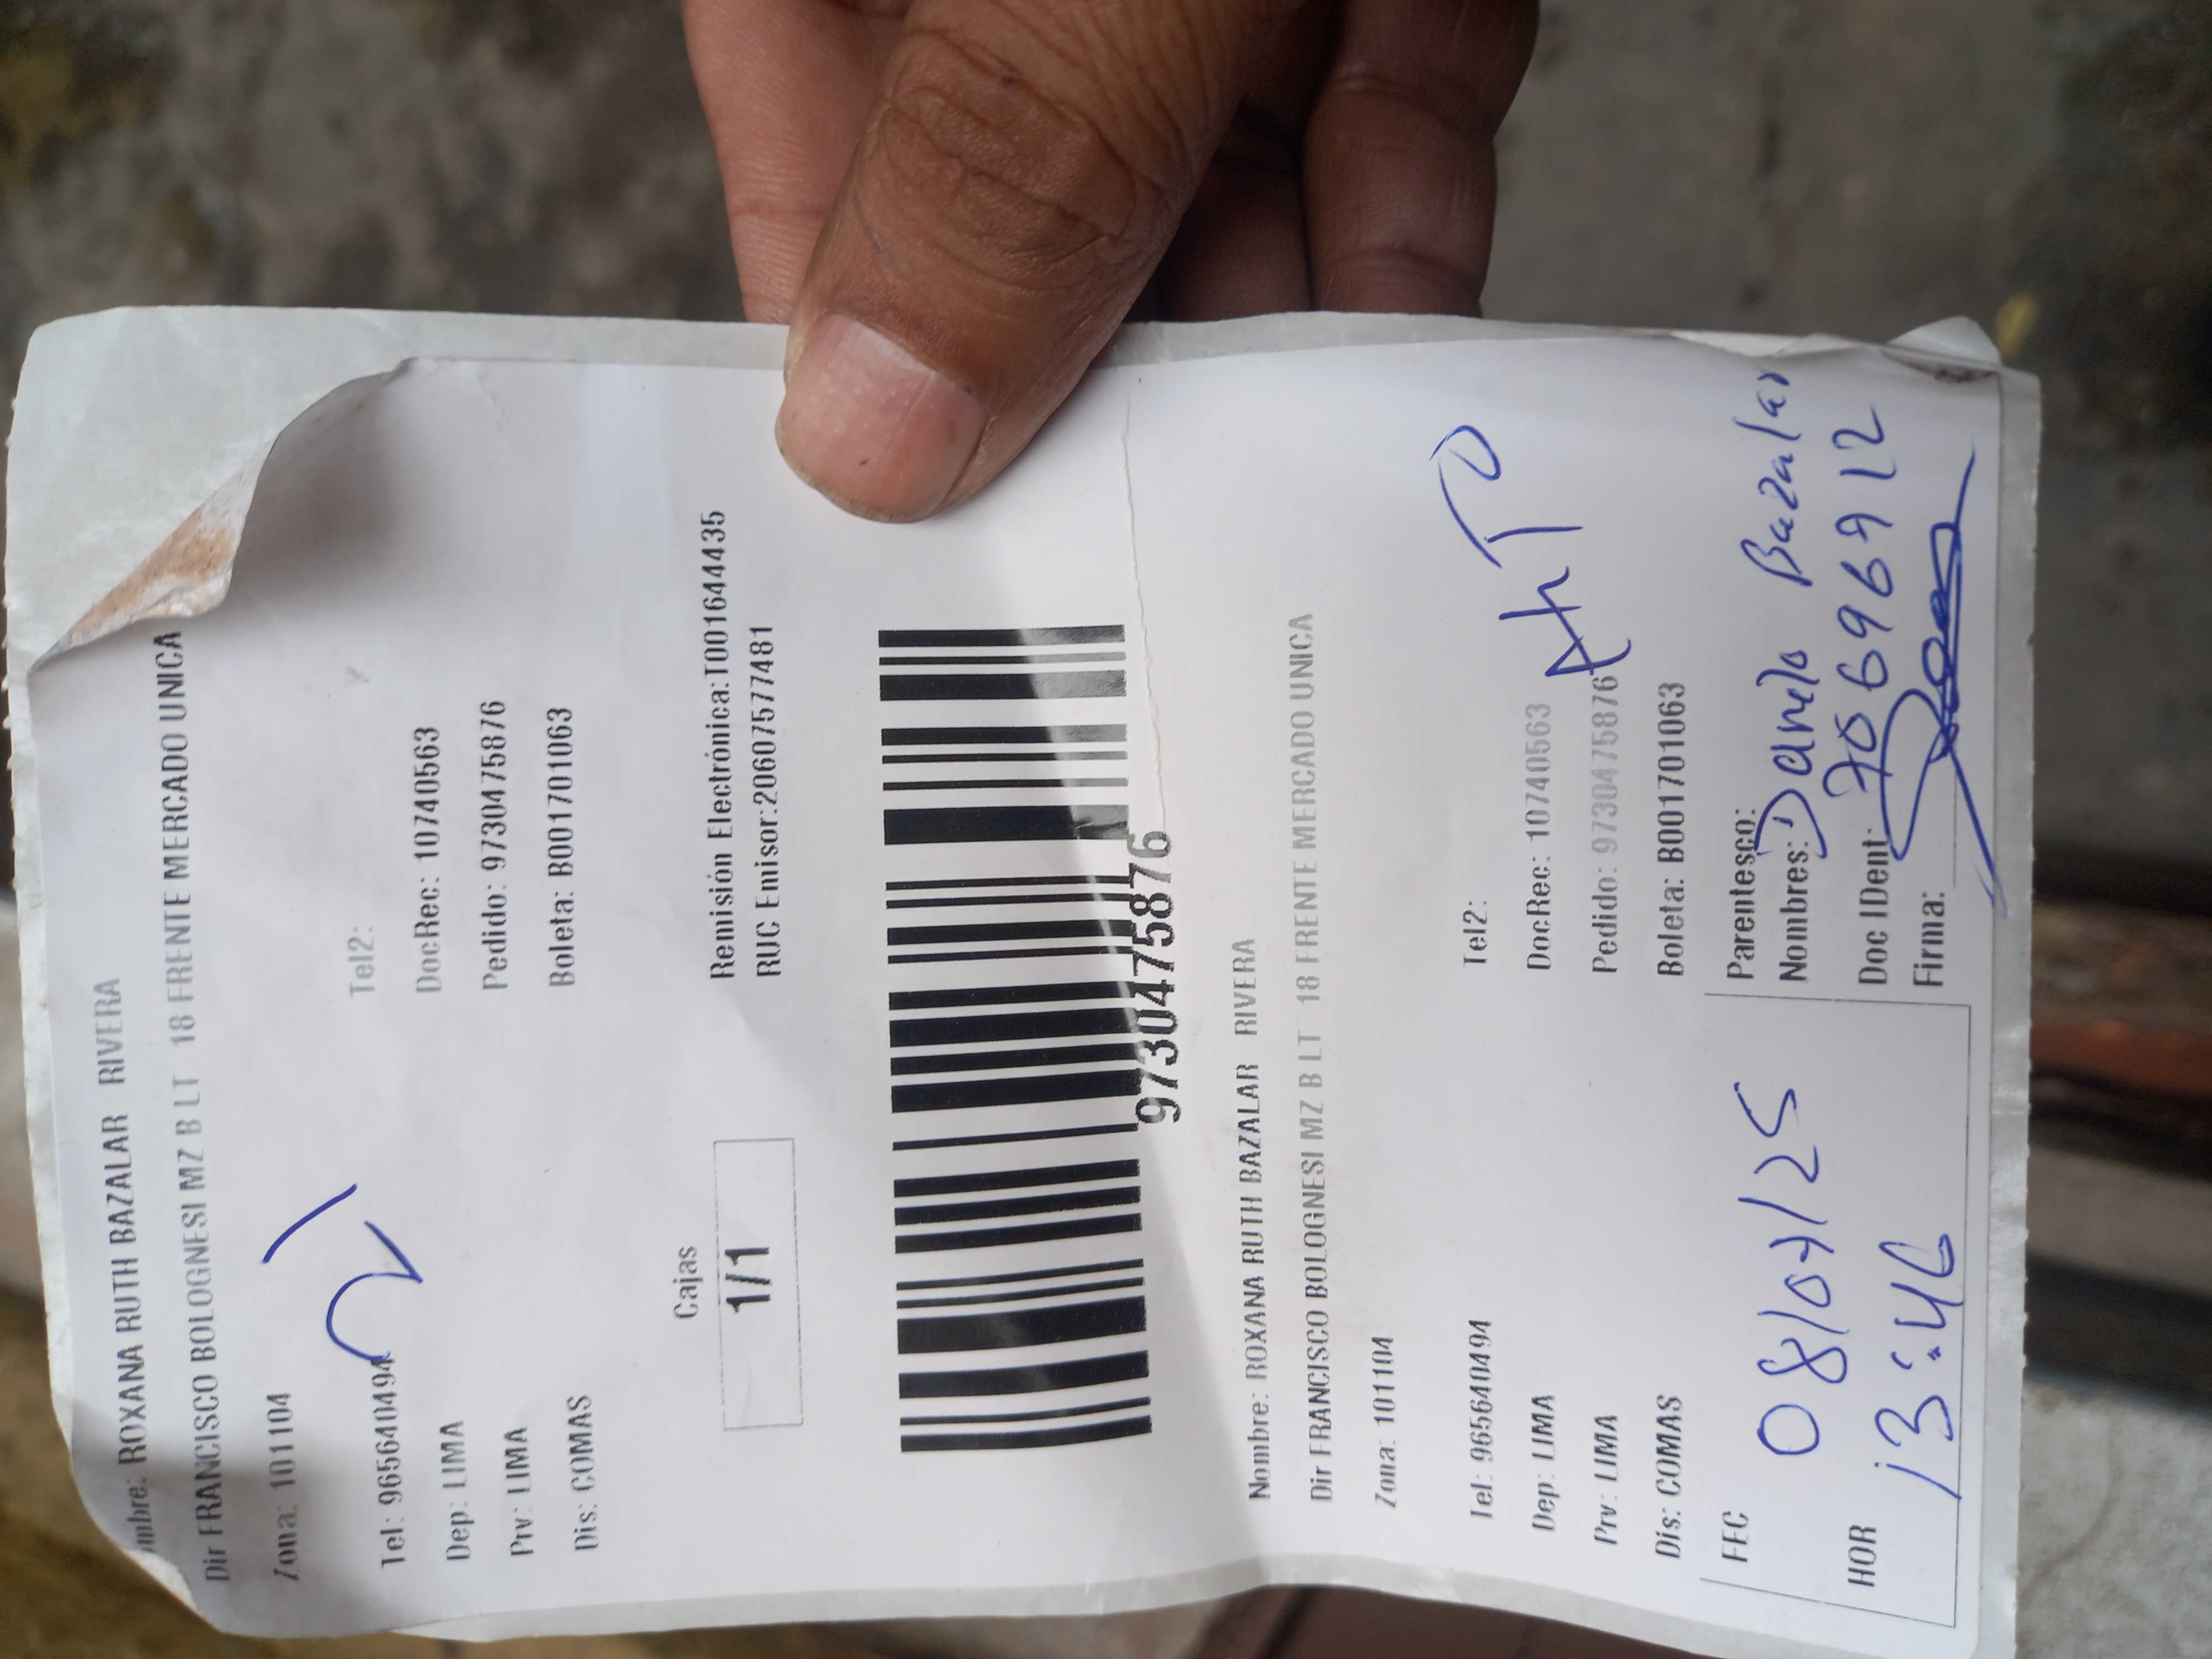 mbre: ROXANA RUTH BAZALAR RIVERA
Dir FRANCISCO BOLOGNESI MZ B LT 18 FRENTE MERCADO UNICA
Zona: 101104
Tel: 965640494 Tel2:
Dep: LIMA DocRec: 10740563
Prv: LIMA Pedido: 97304758​76
Dis: COMAS Boleta: B001701063
Cajas
1/1
Remisión Electrónica:T001644435
RUC Emisor:20607577481
9730475876
Nombre: ROXANA RUTH BAZALAR RIVERA
Dir FRANCISCO BOLOGNESI MZ B LT 18 FRENTE MERCADO UNICA
Zona: 101104
Tel: 965640494 Tel2:
Dep: LIMA DocRec: 10740563
Prv: LIMA Pedido: 9730475876
Dis: COMAS Boleta: B001701063
FEC 08/07/25
HOR 13:46
Parentesco:
Nombres: Danilo Bazalar
Doc IDent: 70696912
Firma: